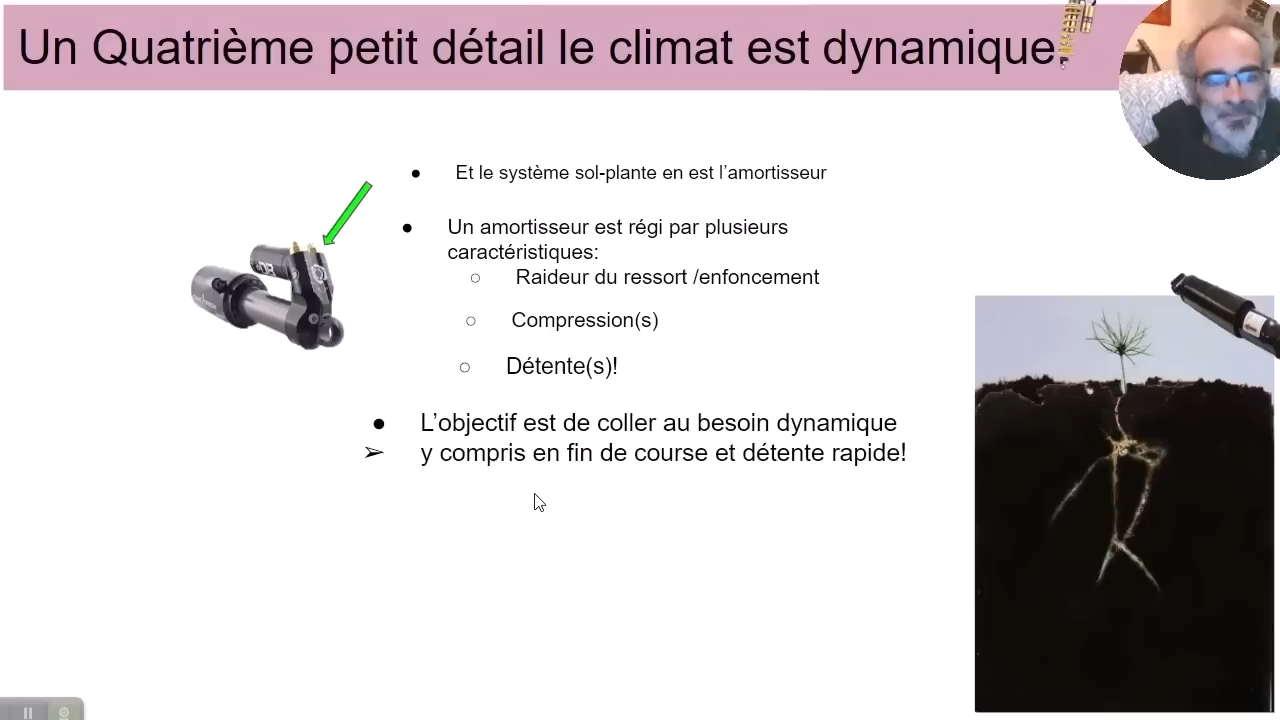 Un Quatrième petit détail le climat est dynamique
● Et le système sol-plante en est l’amortisseur
● Un amortisseur est régi par plusieurs
caractéristiques:
○ Raideur du ressort /enfoncement
○ Compression(s)
○ Détente(s)!
● L’objectif est de coller au besoin dynamique
➢ y compris en fin de course et détente rapide!